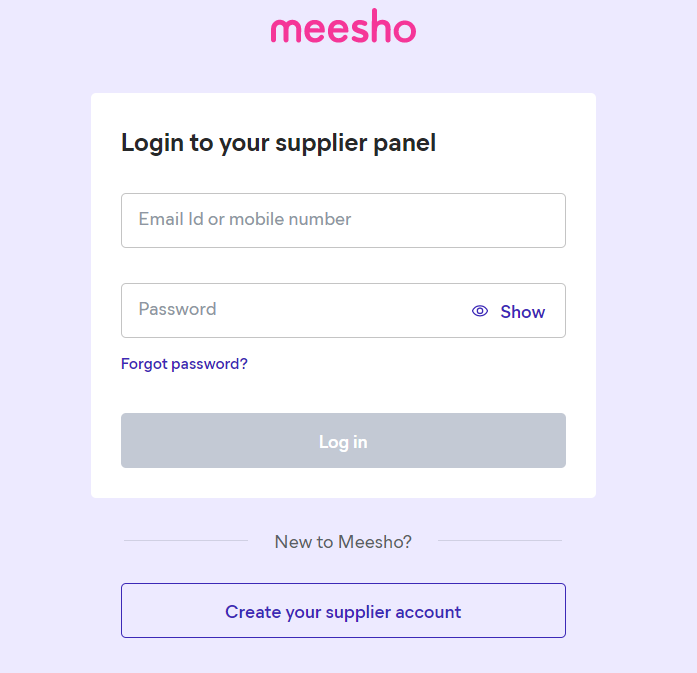 meesho
Login to your supplier panel
Email Id or mobile number
Password
Show
Forgot password?
Log in
New to Meesho?
Create your supplier account